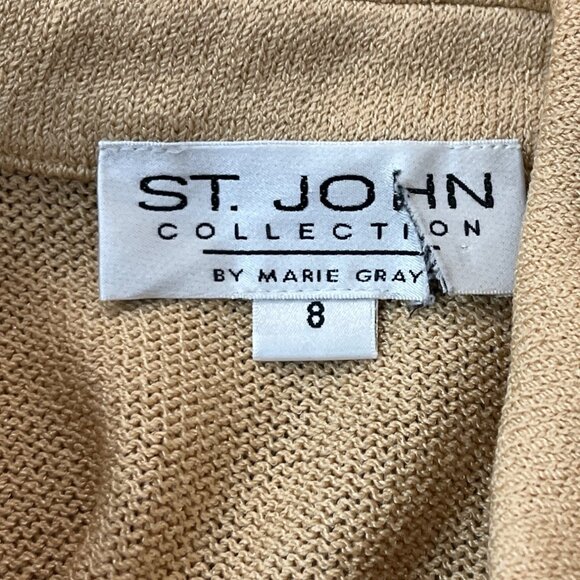 ST. JOHN
COLLECTION
BY MARIE GRAY
8